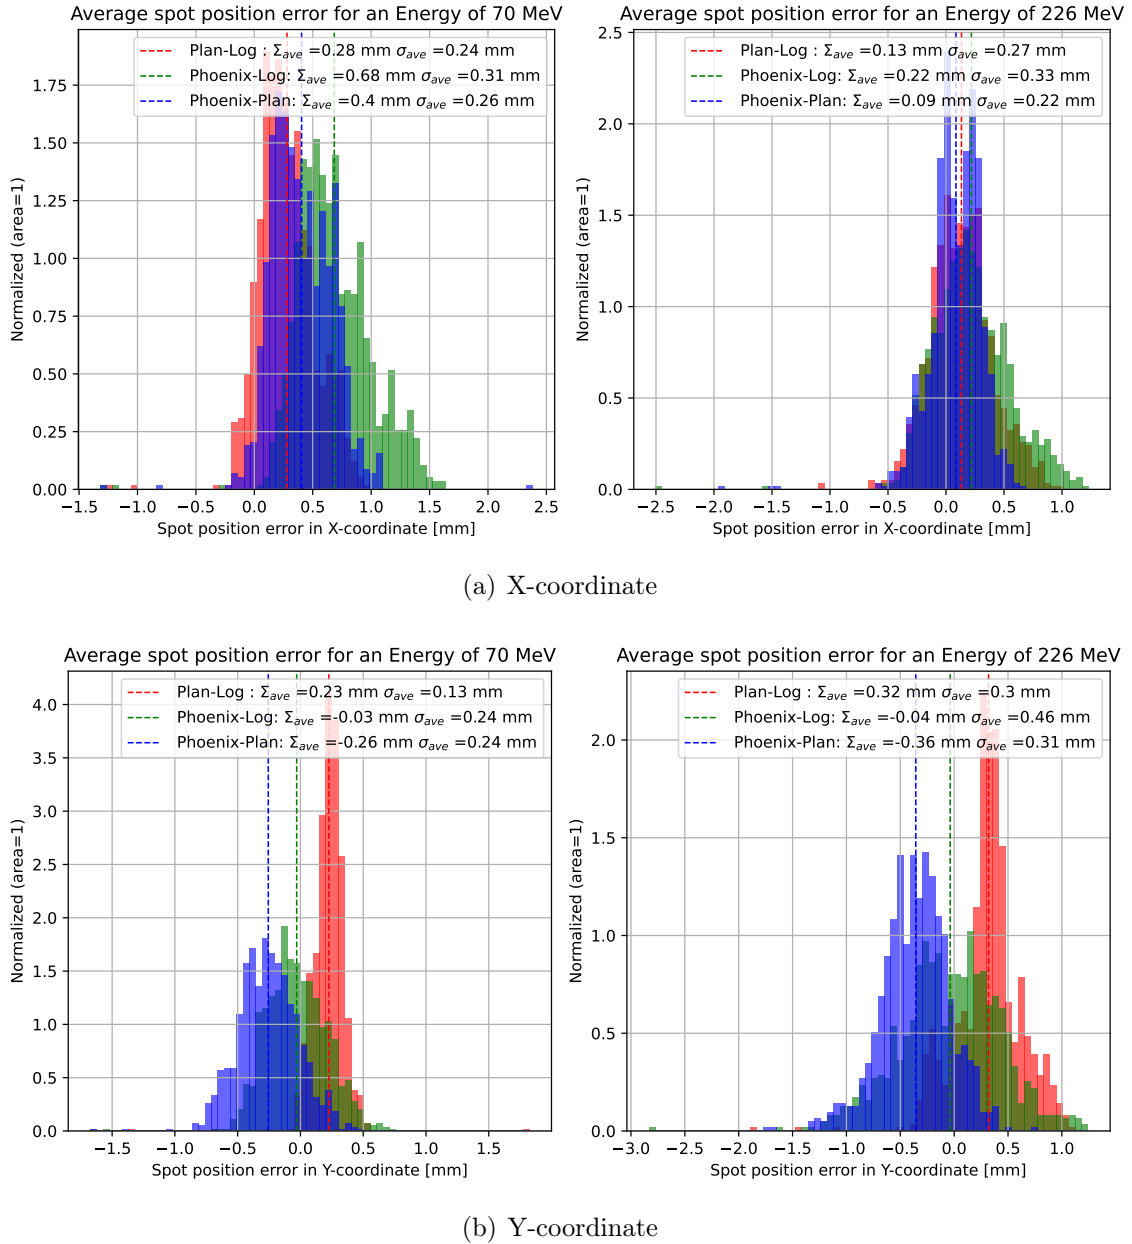 Average spot position error for an Energy of 70 MeV
Plan-Log : Σave =0.28 mm σave =0.24 mm
Phoenix-Log: Σave =0.68 mm σave =0.31 mm
Phoenix-Plan: Σave =0.4 mm σave =0.26 mm
Normalized (area=1)
1.75
1.50
1.25
1.00
0.75
0.50
0.25
0.00
−1.5 −1.0 −0.5 0.0 0.5 1.0 1.5 2.0 2.5
Spot position error in X-coordinate [mm]
Average spot position error for an Energy of 226 MeV
Plan-Log : Σave =0.13 mm σave =0.27 mm
Phoenix-Log: Σave =0.22 mm σave =0.33 mm
Phoenix-Plan: Σave =0.09 mm σave =0.22 mm
Normalized (area=1)
2.5
2.0
1.5
1.0
0.5
0.0
−2.5 −2.0 −1.5 −1.0 −0.5 0.0 0.5 1.0
Spot position error in X-coordinate [mm]
(a) X-coordinate
Average spot position error for an Energy of 70 MeV
Plan-Log : Σave =0.23 mm σave =0.13 mm
Phoenix-Log: Σave =-0.03 mm σave =0.24 mm
Phoenix-Plan: Σave =-0.26 mm σave =0.24 mm
Normalized (area=1)
4.0
3.5
3.0
2.5
2.0
1.5
1.0
0.5
0.0
−1.5 −1.0 −0.5 0.0 0.5 1.0 1.5
Spot position error in Y-coordinate [mm]
Average spot position error for an Energy of 226 MeV
Plan-Log : Σave =0.32 mm σave =0.3 mm
Phoenix-Log: Σave =-0.04 mm σave =0.46 mm
Phoenix-Plan: Σave =-0.36 mm σave =0.31 mm
Normalized (area=1)
2.0
1.5
1.0
0.5
0.0
−3.0 −2.5 −2.0 −1.5 −1.0 −0.5 0.0 0.5 1.0
Spot position error in Y-coordinate [mm]
(b) Y-coordinate